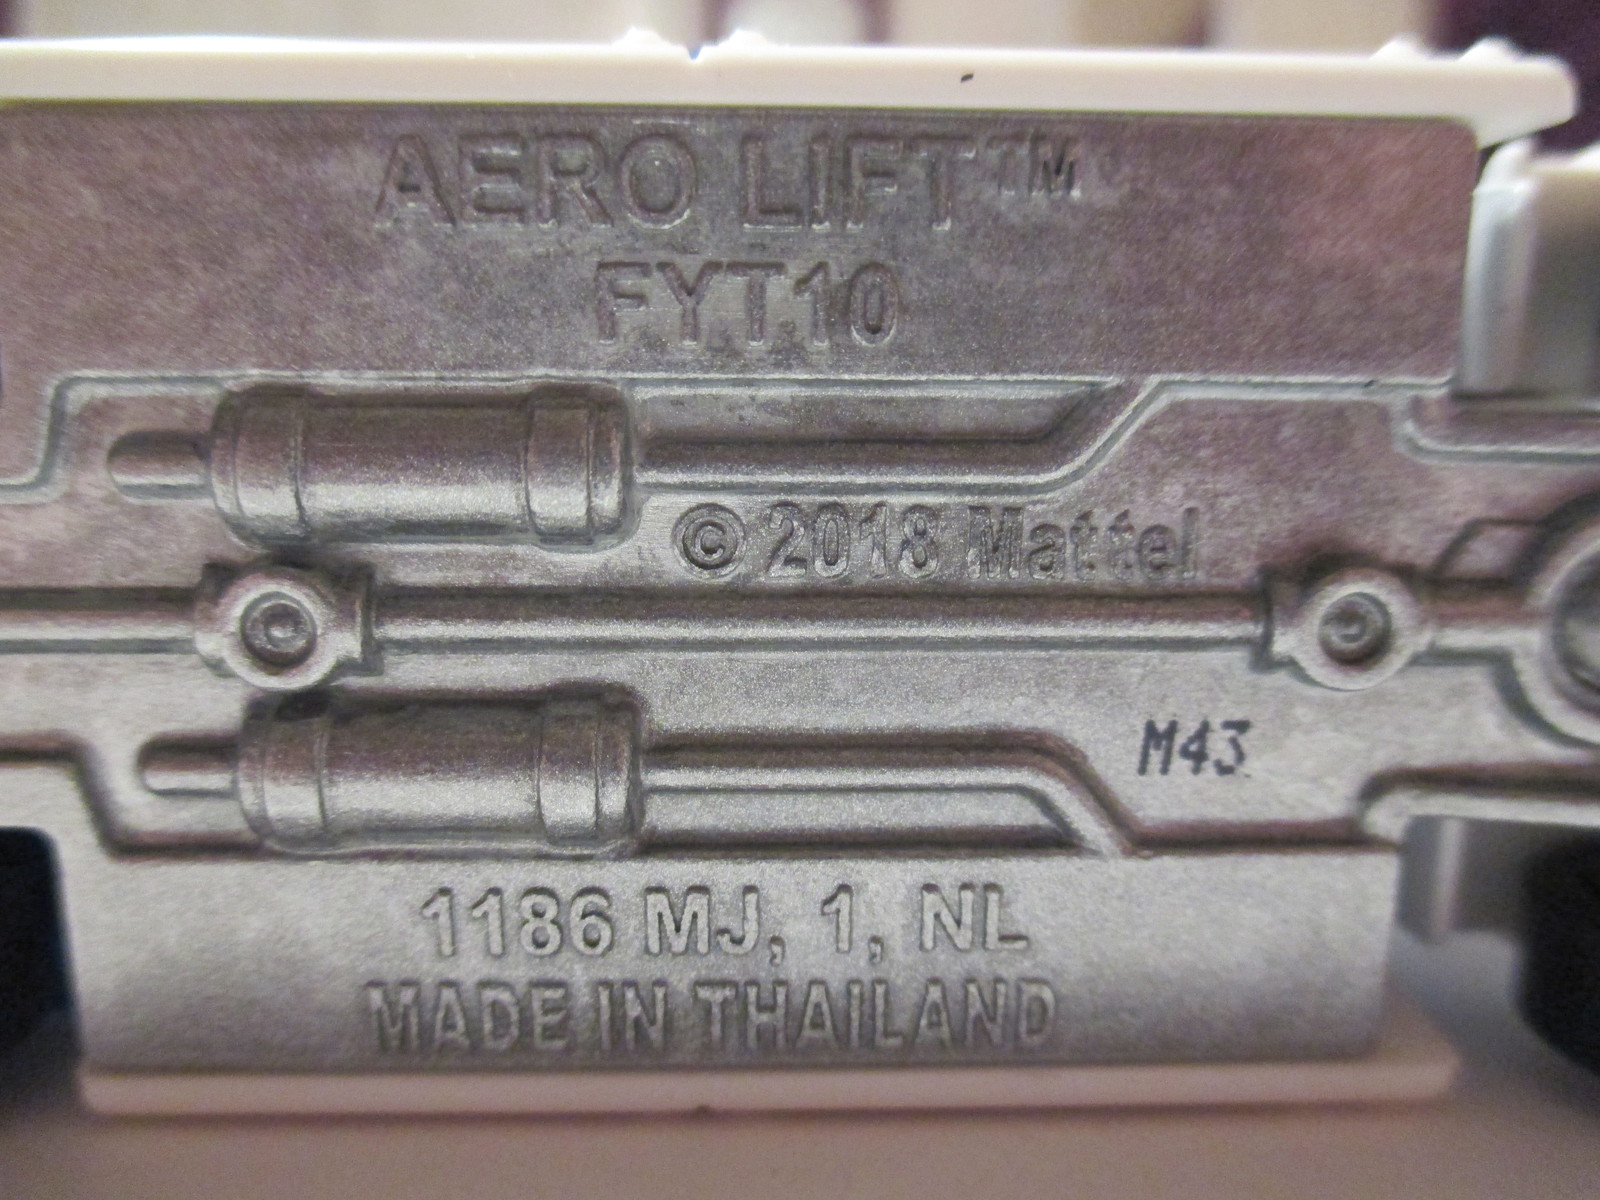 AERO LIFT™
FYT10
© 2018 Mattel
M43
1186 MJ, 1, NL
MADE IN THAILAND